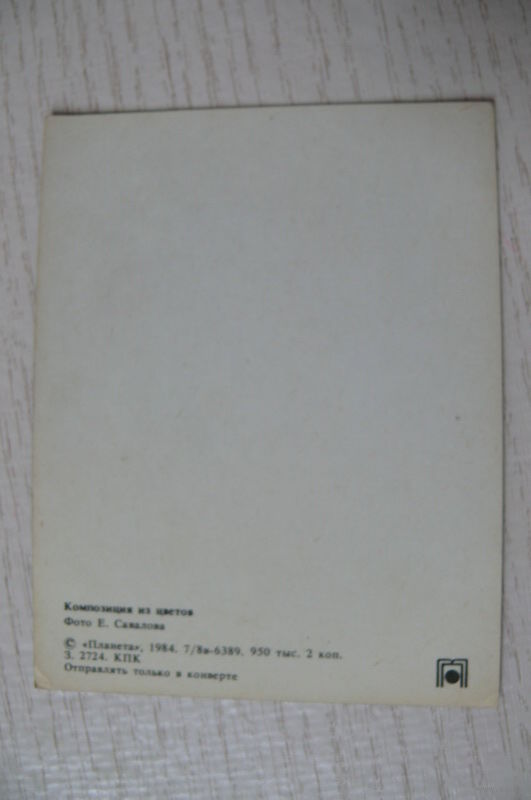 Композиция из цветов
Фото Е. Савалова
© «Планета», 1984. 7/8в-6389. 950 тыс. 2 коп.
З. 2724. КПК
Отправлять только в конверте